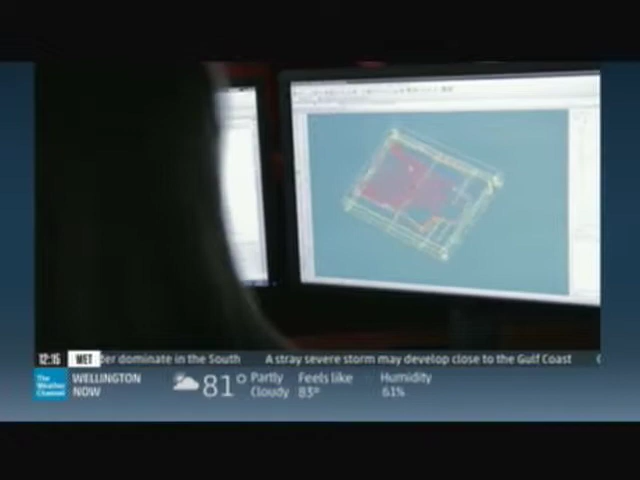 12:15 WET der dominate in the South A stray severe storm may develop close to the Gulf Coast
The
Weather
Channel
WELLINGTON
NOW
81° Partly
Cloudy
Feels like
83°
Humidity
61%